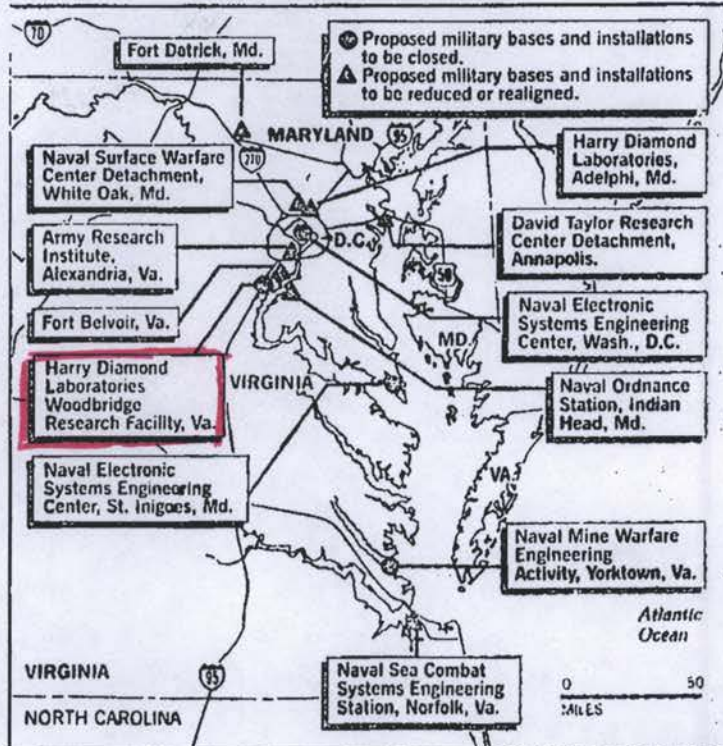 70
Fort Dotrick, Md.
Proposed military bases and installations
to be closed.
Proposed military bases and installations
to be reduced or realigned.
MARYLAND
95
270
Naval Surface Warfare
Center Detachment,
White Oak, Md.
Harry Diamond
Laboratories,
Adelphi, Md.
Army Research
Institute,
Alexandria, Va.
D.C.
David Taylor Research
Center Detachment,
Annapolis.
50
Fort Belvoir, Va.
Naval Electronic
Systems Engineering
Center, Wash., D.C.
MD.
Harry Diamond
Laboratories
Woodbridge
Research Facility, Va.
VIRGINIA
Naval Ordnance
Station, Indian
Head, Md.
Naval Electronic
Systems Engineering
Center, St. Inigoes, Md.
VA.
Naval Mine Warfare
Engineering
Activity, Yorktown, Va.
Atlantic
Ocean
VIRGINIA
95
Naval Sea Combat
Systems Engineering
Station, Norfolk, Va.
0 50
MILES
NORTH CAROLINA